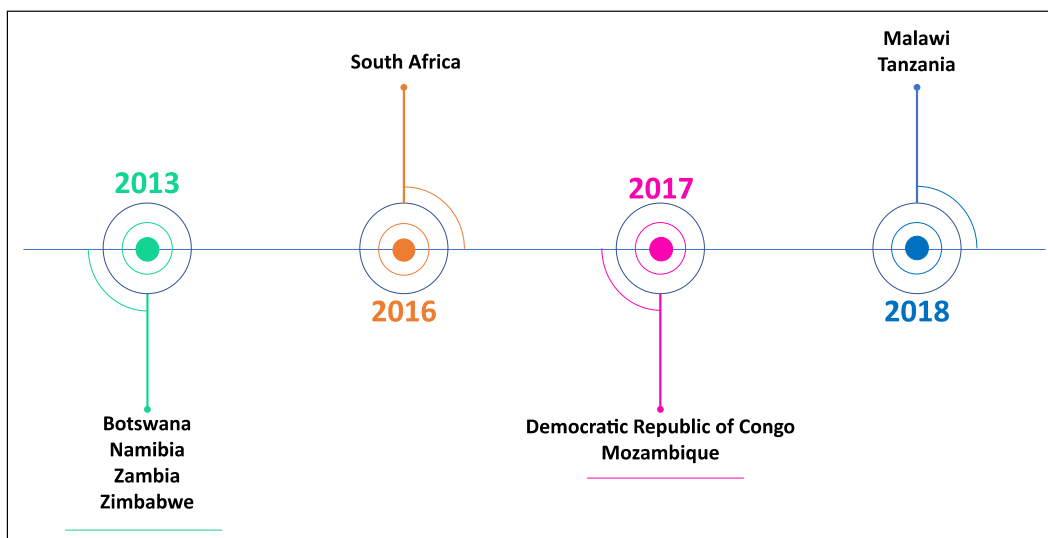 2013
Botswana
Namibia
Zambia
Zimbabwe
South Africa
2016
2017
Democratic Republic of Congo
Mozambique
Malawi
Tanzania
2018